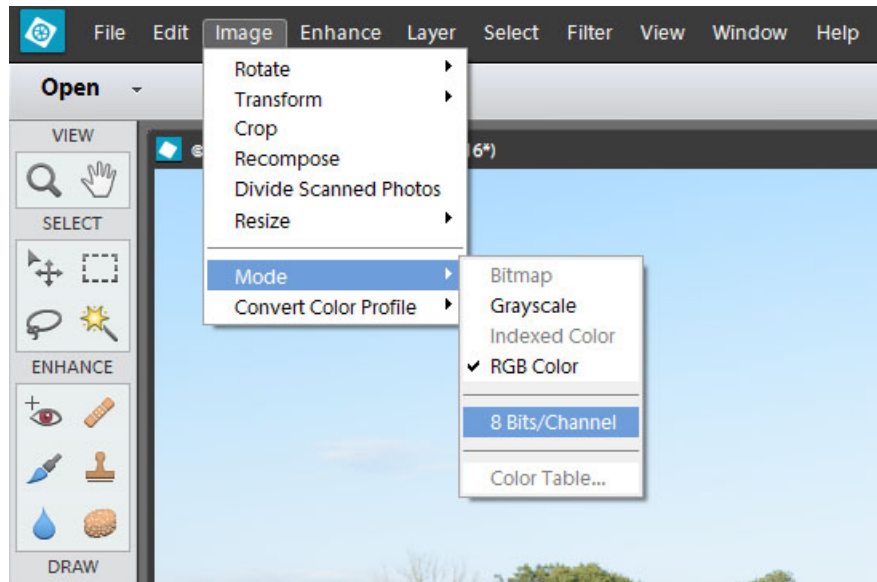 File Edit Image Enhance Layer Select Filter View Window Help
Open
VIEW
SELECT
ENHANCE
DRAW
Rotate
Transform
Crop
Recompose
Divide Scanned Photos
Resize
Mode
Convert Color Profile
16*)
Bitmap
Grayscale
Indexed Color
RGB Color
8 Bits/Channel
Color Table...